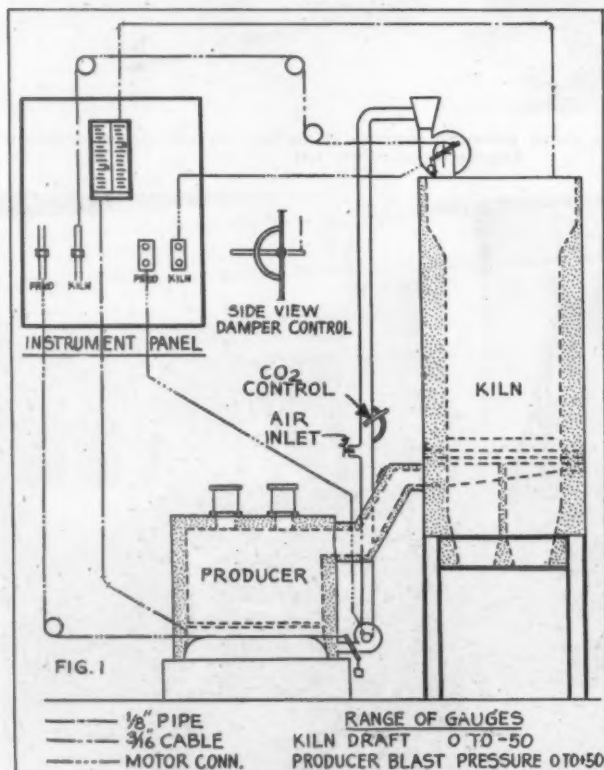 PROD
KILN
PROD
KILN
INSTRUMENT PANEL
SIDE VIEW
DAMPER CONTROL
CO2
CONTROL
AIR
INLET
KILN
PRODUCER
FIG. 1
1/8" PIPE
3/16" CABLE
MOTOR CONN.
RANGE OF GAUGES
KILN DRAFT 0 TO -50
PRODUCER BLAST PRESSURE 0 TO +50